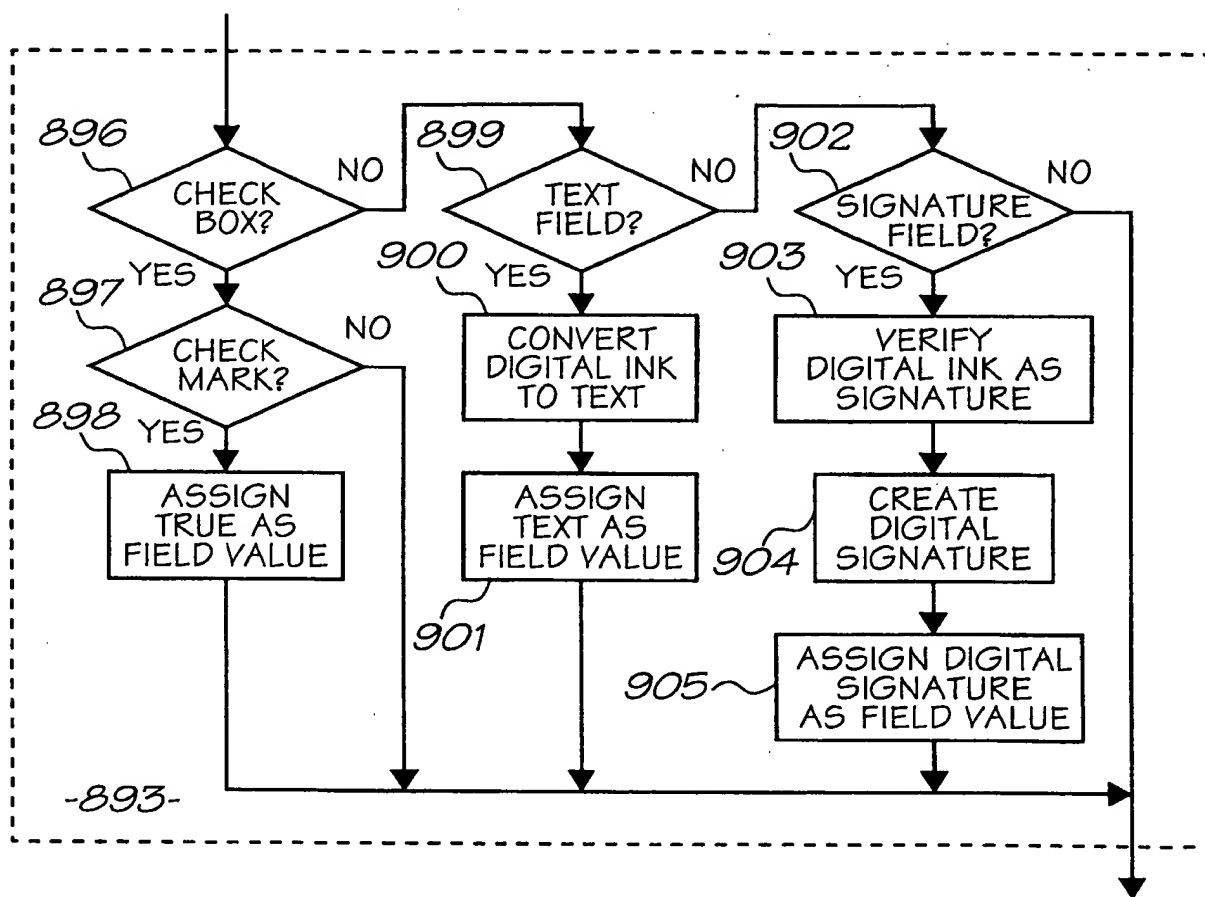 896
CHECK
BOX?
NO
YES
897
CHECK
MARK?
NO
YES
898
ASSIGN
TRUE AS
FIELD VALUE
899
TEXT
FIELD?
NO
YES
900
CONVERT
DIGITAL INK
TO TEXT
ASSIGN
TEXT AS
FIELD VALUE
901
902
SIGNATURE
FIELD?
NO
YES
903
VERIFY
DIGITAL INK AS
SIGNATURE
CREATE
DIGITAL
SIGNATURE
904
905
ASSIGN DIGITAL
SIGNATURE
AS FIELD VALUE
-893-